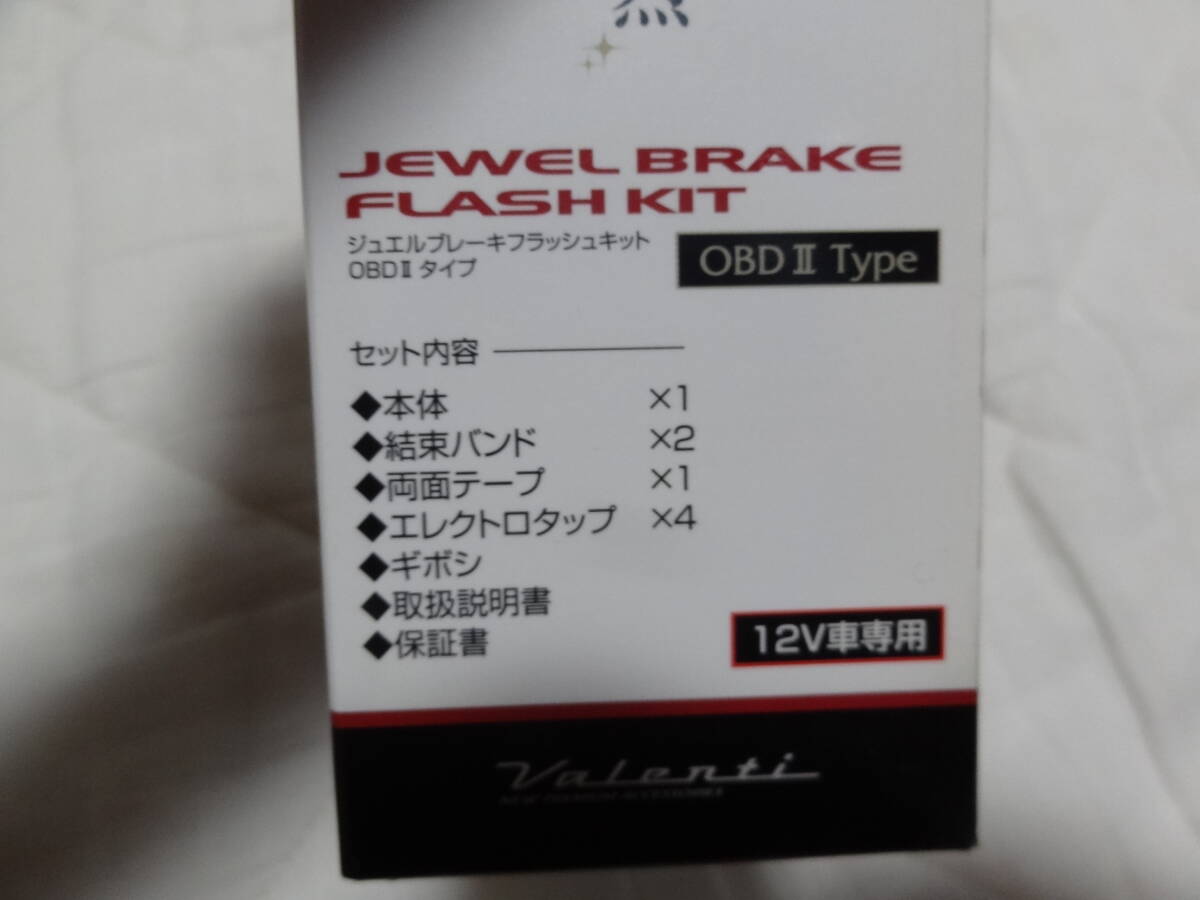 JEWEL BRAKE
FLASH KIT
ジュエルブレーキフラッシュキット
OBDⅡ タイプ
OBD Ⅱ Type
セット内容
◆本体 ×1
◆結束バンド ×2
◆両面テープ ×1
◆エレクトロタップ ×4
◆ギボシ
◆取扱説明書
◆保証書
12V車専用
Valenti